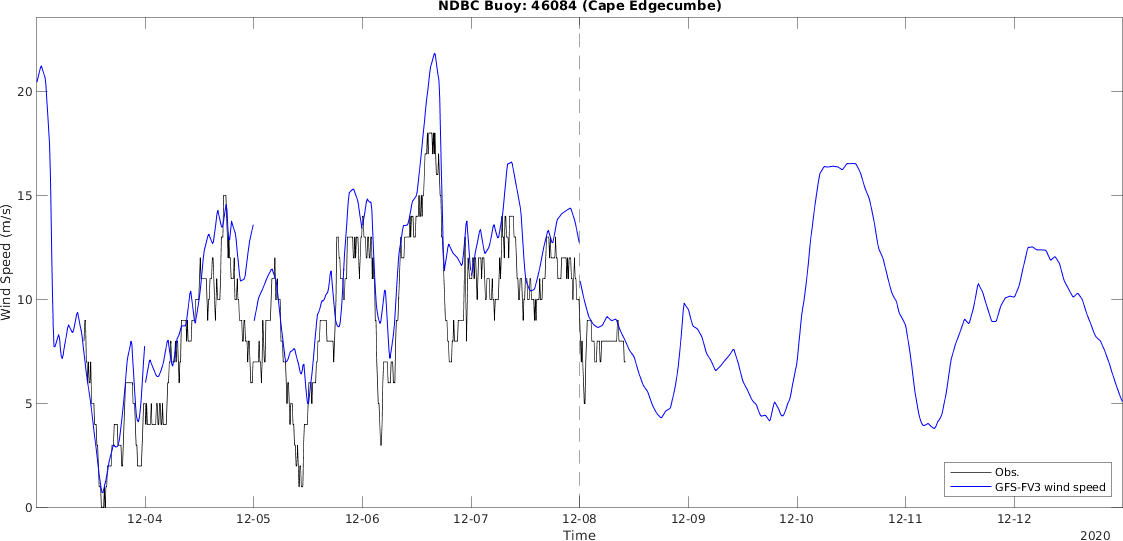 NDBC Buoy: 46084 (Cape Edgecumbe)
Wind Speed (m/s)
20
15
10
5
0
12-04 12-05 12-06 12-07 12-08 12-09 12-10 12-11 12-12
Time
2020
Obs.
GFS-FV3 wind speed